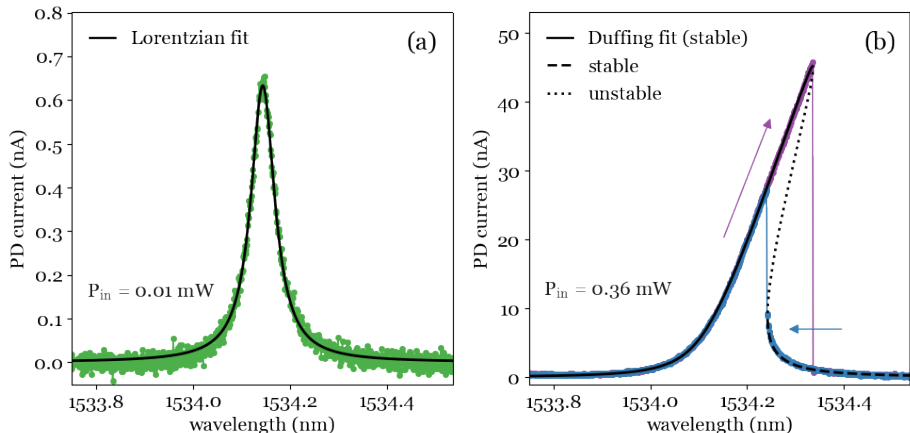 0.8
0.7
0.6
0.5
0.4
0.3
0.2
0.1
0.0
PD current (nA)
Lorentzian fit
(a)
P_in = 0.01 mW
1533.8
1534.0
1534.2
1534.4
wavelength (nm)
50
40
30
20
10
0
PD current (nA)
Duffing fit (stable)
stable
unstable
(b)
P_in = 0.36 mW
1533.8
1534.0
1534.2
1534.4
wavelength (nm)